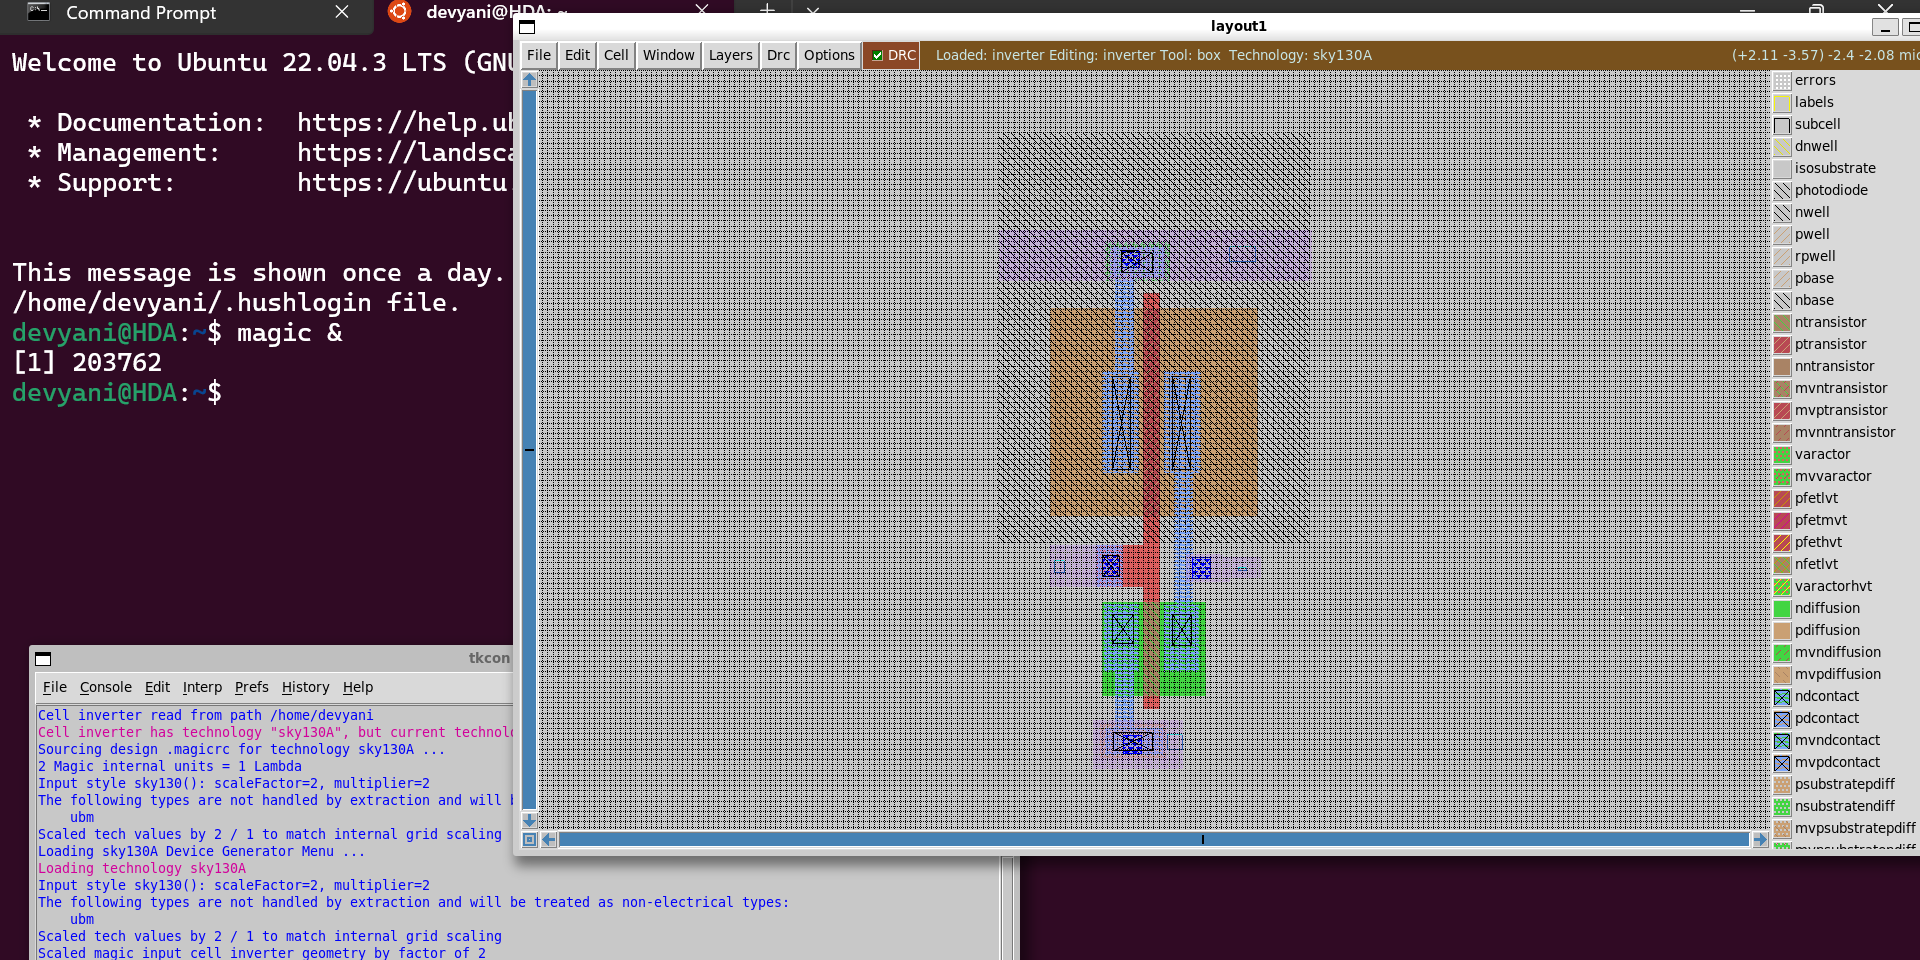 Command Prompt
devyani@HDA: ~
layout1
Welcome to Ubuntu 22.04.3 LTS (GNU
* Documentation: https://help.ub
* Management: https://landsca
* Support: https://ubuntu.
This message is shown once a day.
/home/devyani/.hushlogin file.
devyani@HDA:~$ magic &
[1] 203762
devyani@HDA:~$
File Edit Cell Window Layers Drc Options DRC Loaded: inverter Editing: inverter Tool: box Technology: sky130A (+2.11 -3.57) -2.4 -2.08 mic
errors
labels
subcell
dnwell
isosubstrate
photodiode
nwell
pwell
rpwell
pbase
nbase
ntransistor
ptransistor
nntransistor
mvntransistor
mvptransistor
mvnntransistor
varactor
mvvaractor
pfetlvt
pfetmvt
pfethvt
nfetlvt
varactorhvt
ndiffusion
pdiffusion
mvndiffusion
mvpdiffusion
ndcontact
pdcontact
mvndcontact
mvpdcontact
psubstratepdiff
nsubstratendiff
mvpsubstratepdiff
tkcon
File Console Edit Interp Prefs History Help
Cell inverter read from path /home/devyani
Cell inverter has technology "sky130A", but current technolo
Sourcing design .magicrc for technology sky130A ...
2 Magic internal units = 1 Lambda
Input style sky130(): scaleFactor=2, multiplier=2
The following types are not handled by extraction and will b
ubm
Scaled tech values by 2 / 1 to match internal grid scaling
Loading sky130A Device Generator Menu ...
Loading technology sky130A
Input style sky130(): scaleFactor=2, multiplier=2
The following types are not handled by extraction and will be treated as non-electrical types:
ubm
Scaled tech values by 2 / 1 to match internal grid scaling
Scaled magic input cell inverter geometry by factor of 2